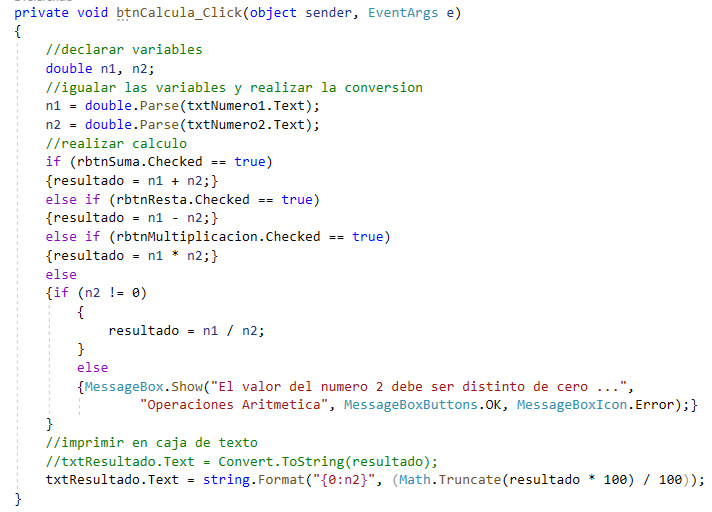 private void btnCalcula_Click(object sender, EventArgs e)
{
//declarar variables
double n1, n2;
//igualar las variables y realizar la conversion
n1 = double.Parse(txtNumero1.Text);
n2 = double.Parse(txtNumero2.Text);
//realizar calculo
if (rbtnSuma.Checked == true)
{resultado = n1 + n2;}
else if (rbtnResta.Checked == true)
{resultado = n1 - n2;}
else if (rbtnMultiplicacion.Checked == true)
{resultado = n1 * n2;}
else
{if (n2 != 0)
{
resultado = n1 / n2;
}
else
{MessageBox.Show("El valor del numero 2 debe ser distinto de cero ...",
"Operaciones Aritmetica", MessageBoxButtons.OK, MessageBoxIcon.Error);}
}
//imprimir en caja de texto
//txtResultado.Text = Convert.ToString(resultado);
txtResultado.Text = string.Format("{0:n2}", (Math.Truncate(resultado * 100) / 100));
}